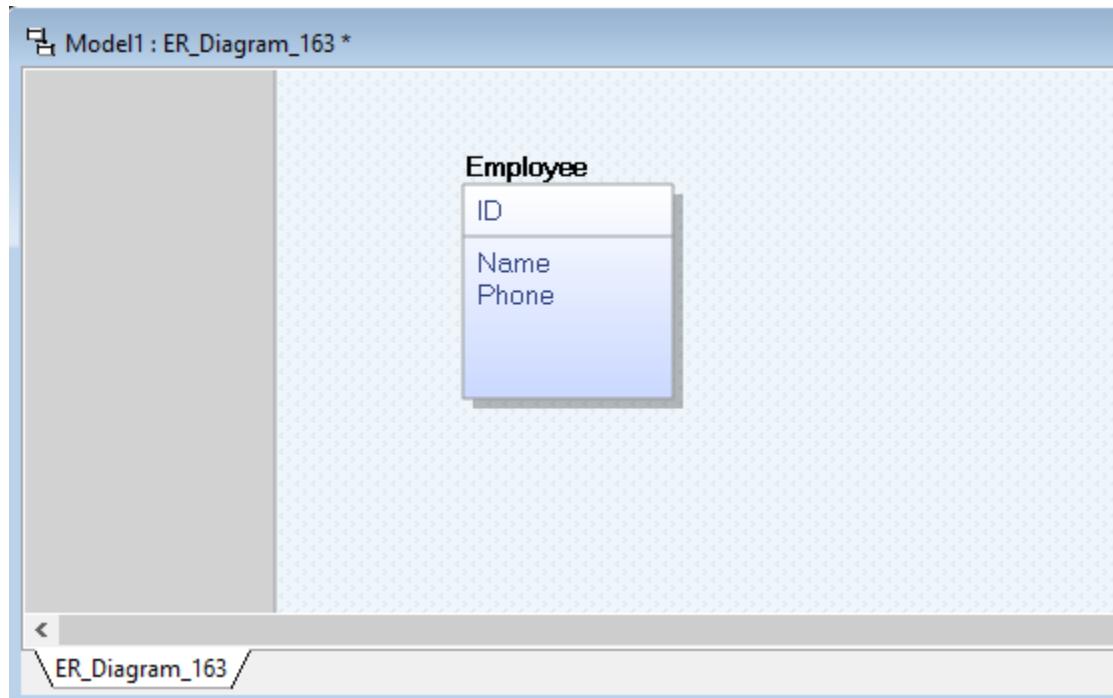 Model1 : ER_Diagram_163 *
Employee
ID
Name
Phone
ER_Diagram_163